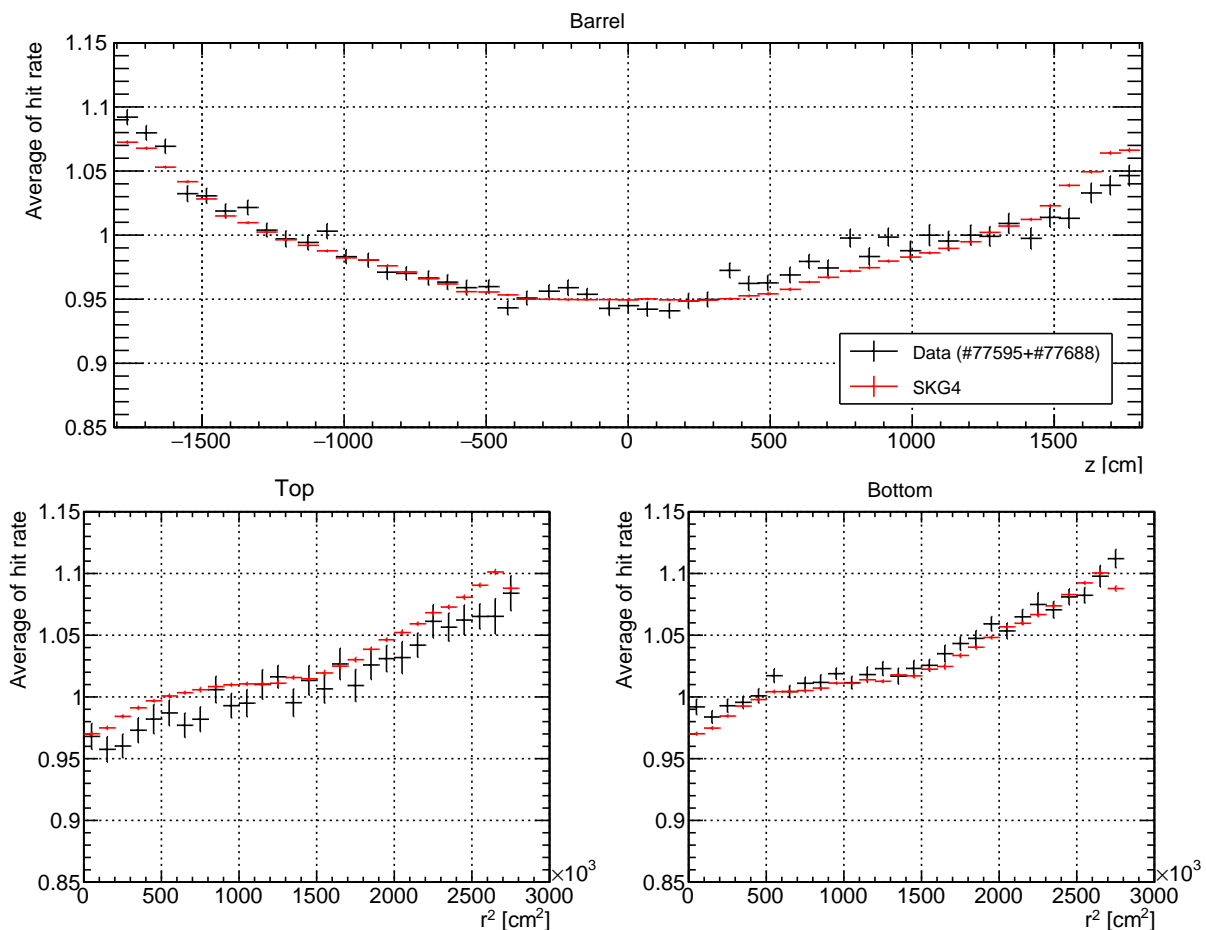 Barrel
Average of hit rate
1.15
1.1
1.05
1
0.95
0.9
0.85
−1500 −1000 −500 0 500 1000 1500
z [cm]
Data (#77595+#77688)
SKG4
Top
Average of hit rate
1.15
1.1
1.05
1
0.95
0.9
0.85
0 500 1000 1500 2000 2500 3000
×10³
r² [cm²]
Bottom
Average of hit rate
1.15
1.1
1.05
1
0.95
0.9
0.85
0 500 1000 1500 2000 2500 3000
×10³
r² [cm²]